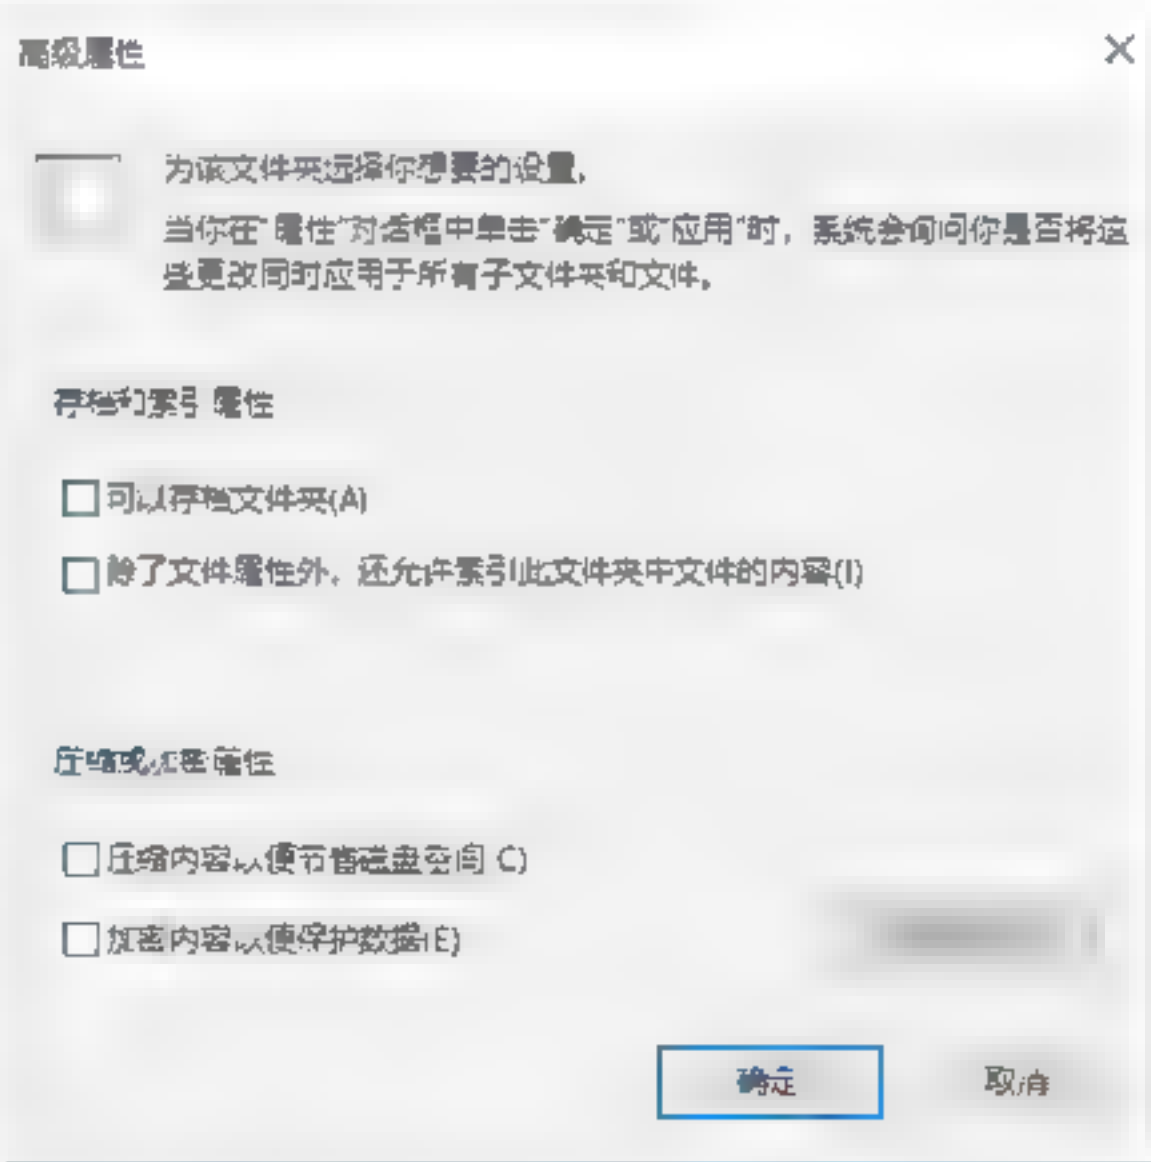 高级属性
为该文件夹选择你想要的设置。
当你在"属性"对话框中单击"确定"或"应用"时，系统会询问你是否将这
些更改同时应用于所有子文件夹和文件。
存档和索引属性
可以存档文件夹(A)
除了文件属性外，还允许索引此文件夹中文件的内容(I)
压缩或加密属性
压缩内容以便节省磁盘空间(C)
加密内容以便保护数据(E)
确定
取消